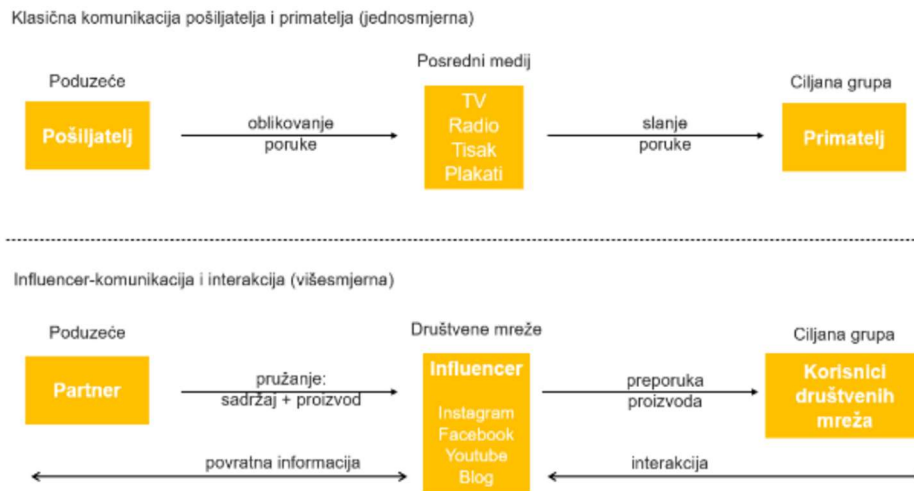 Klasična komunikacija pošiljatelja i primatelja (jednosmjerna)
Poduzeće
Posredni medij
Ciljana grupa
Pošiljatelj
oblikovanje
poruke
TV
Radio
Tisak
Plakati
slanje
poruke
Primatelj
Influencer-komunikacija i interakcija (višesmjerna)
Poduzeće
Društvene mreže
Ciljana grupa
Partner
pružanje:
sadržaj + proizvod
Influencer
Instagram
Facebook
Youtube
Blog
preporuka
proizvoda
Korisnici
društvenih
mreža
povratna informacija
interakcija